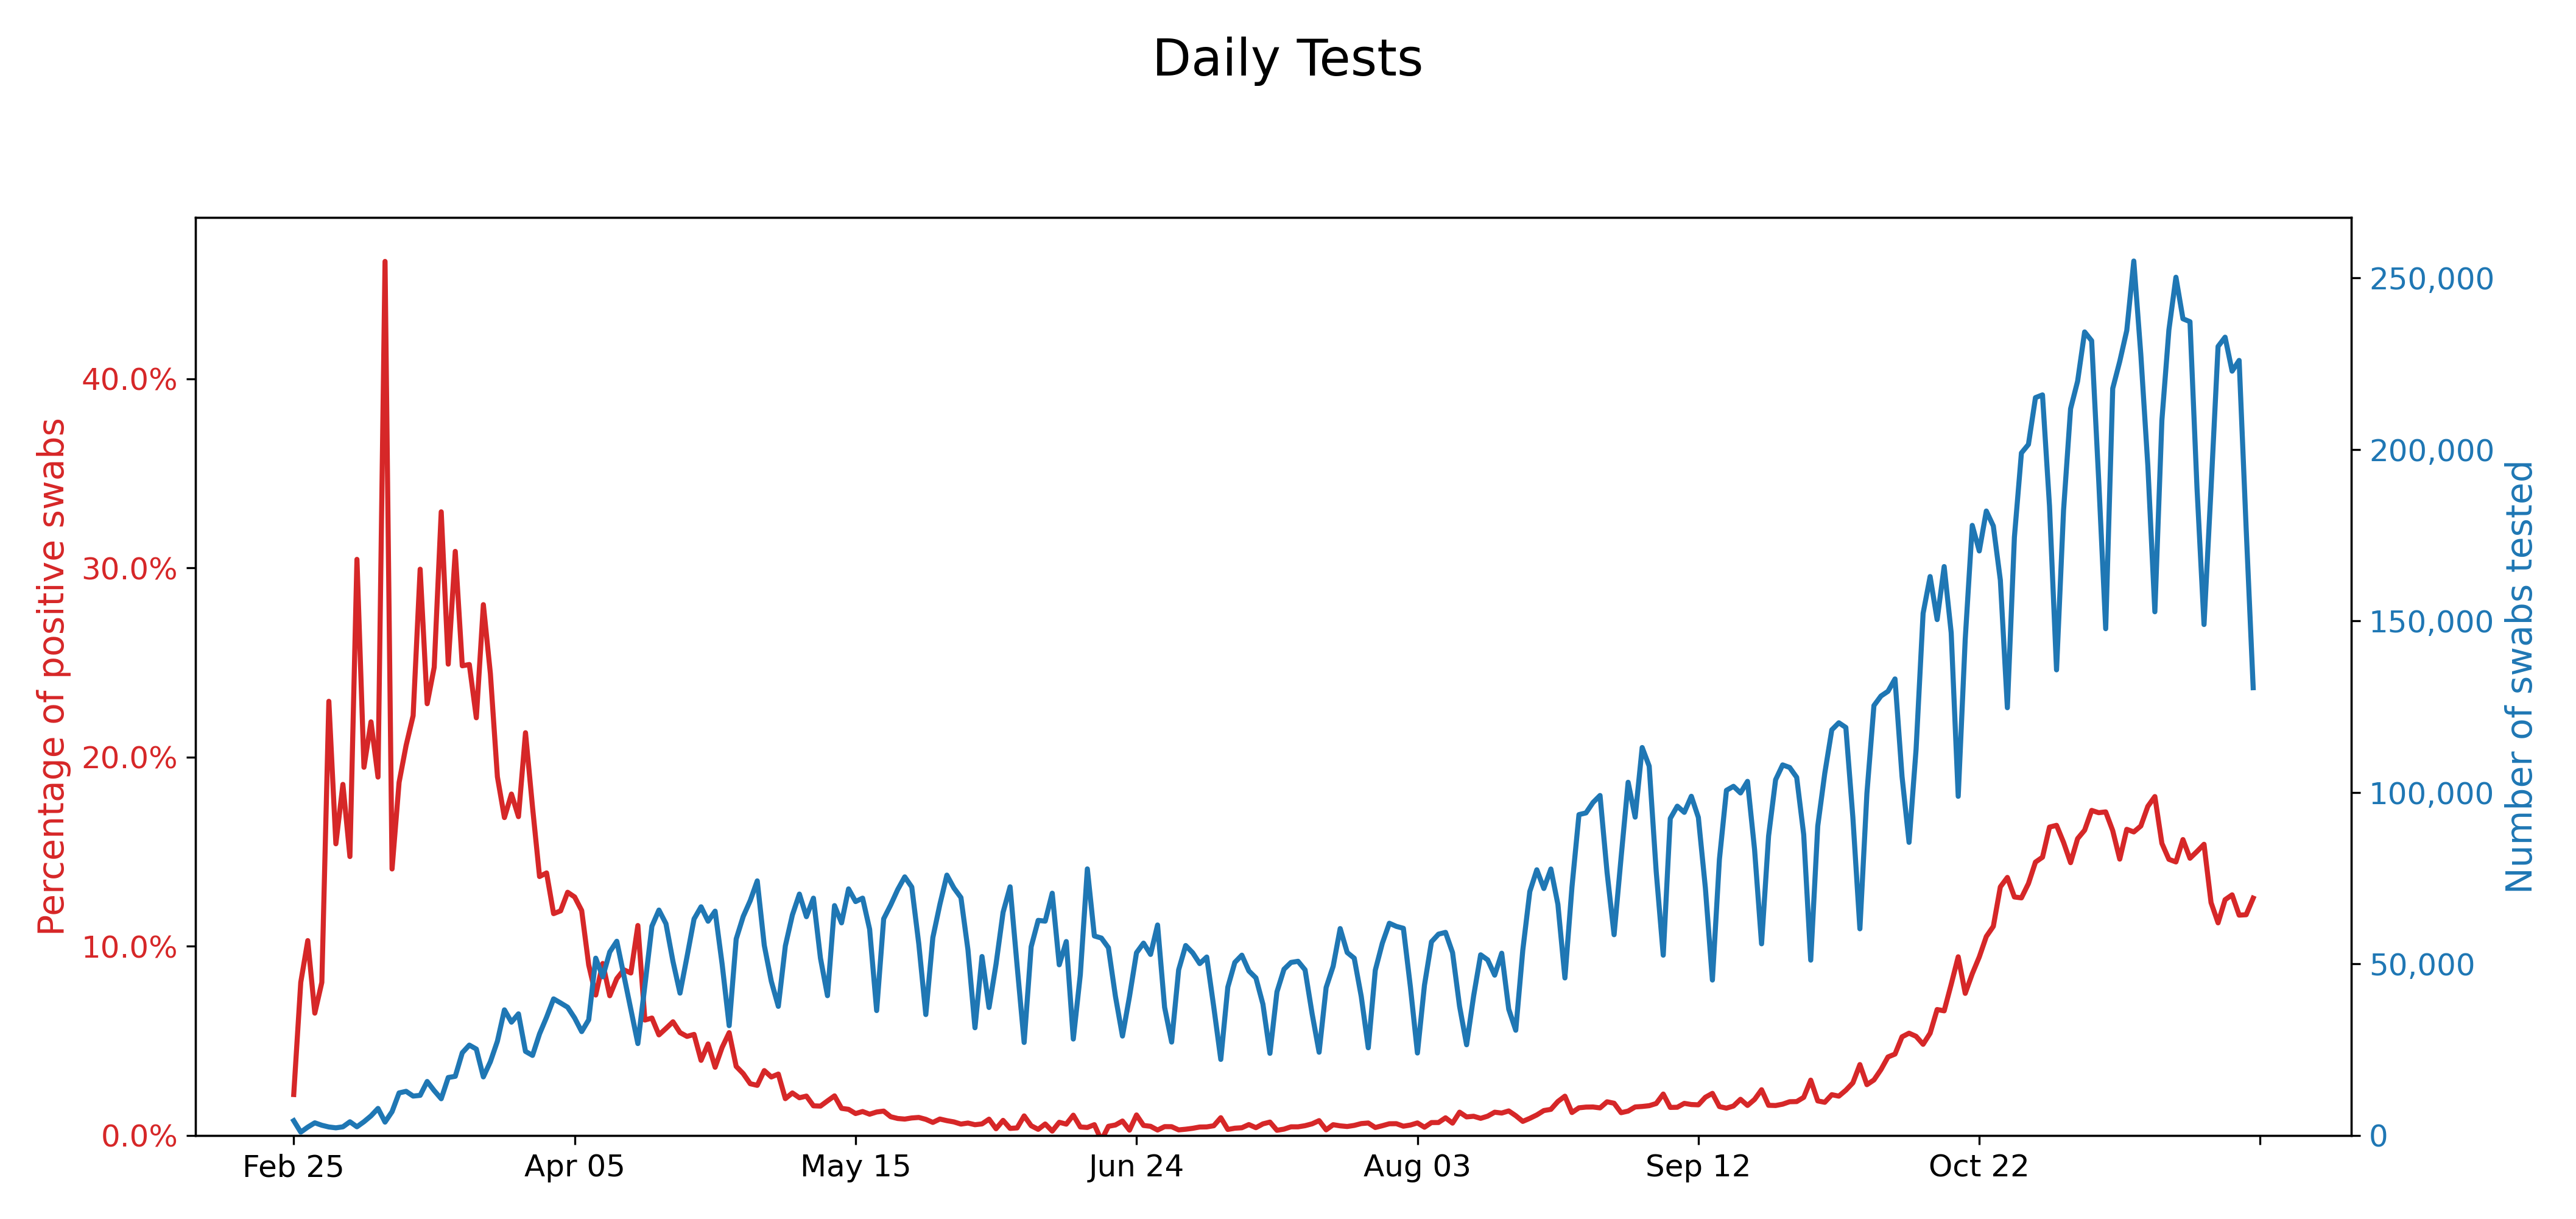 Daily Tests
Percentage of positive swabs
40.0%
30.0%
20.0%
10.0%
0.0%
250,000
200,000
150,000
100,000
50,000
0
Number of swabs tested
Feb 25
Apr 05
May 15
Jun 24
Aug 03
Sep 12
Oct 22